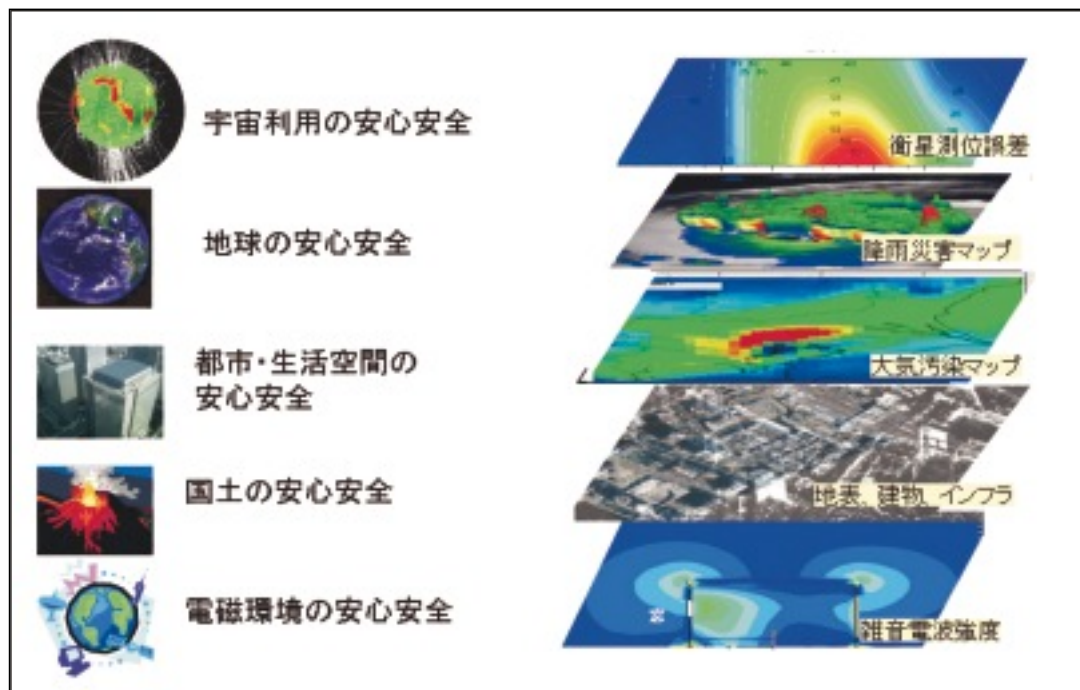 宇宙利用の安心安全
地球の安心安全
都市・生活空間の
安心安全
国土の安心安全
電磁環境の安心安全
衛星測位誤差
降雨災害マップ
大気汚染マップ
地表、建物、インフラ
雑音電波強度